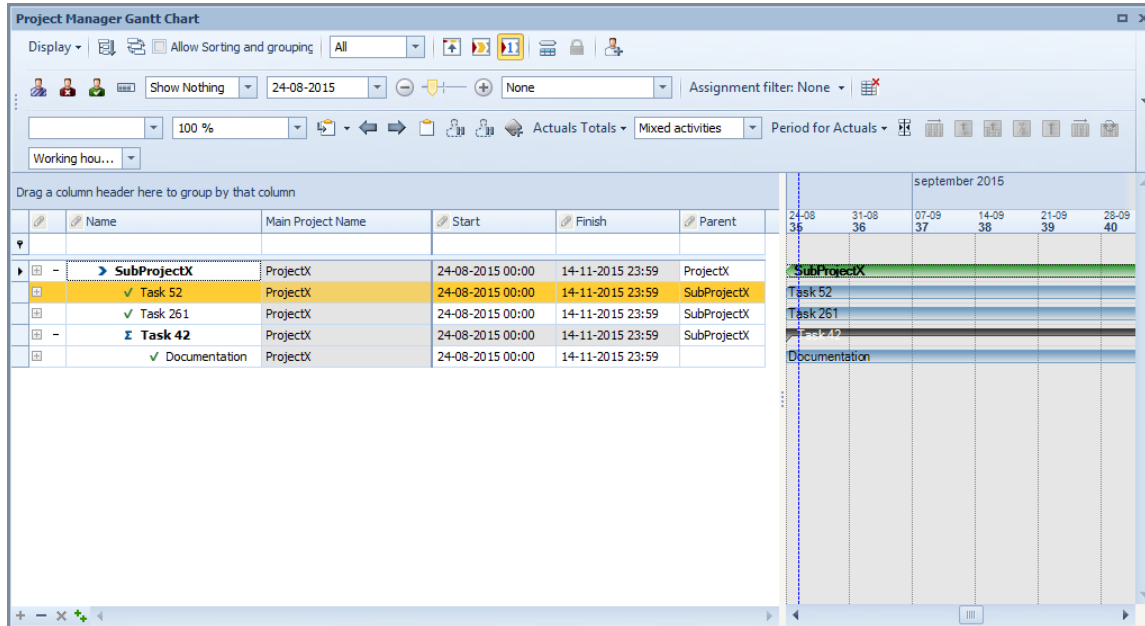 Project Manager Gantt Chart
Display Allow Sorting and grouping All
Show Nothing 24-08-2015 None Assignment filter: None
100 % Actuals Totals Mixed activities Period for Actuals
Working hou...
Drag a column header here to group by that column
september 2015
Name Main Project Name Start Finish Parent
24-08 31-08 07-09 14-09 21-09 28-09
35 36 37 38 39 40
SubProjectX ProjectX 24-08-2015 00:00 14-11-2015 23:59 ProjectX SubProjectX
Task 52 ProjectX 24-08-2015 00:00 14-11-2015 23:59 SubProjectX Task 52
Task 261 ProjectX 24-08-2015 00:00 14-11-2015 23:59 SubProjectX Task 261
Σ Task 42 ProjectX 24-08-2015 00:00 14-11-2015 23:59 SubProjectX Task 42
Documentation ProjectX 24-08-2015 00:00 14-11-2015 23:59 Documentation